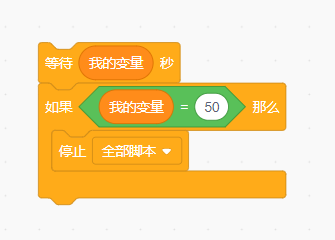 等待 我的变量 秒
如果 我的变量 = 50 那么
停止 全部脚本